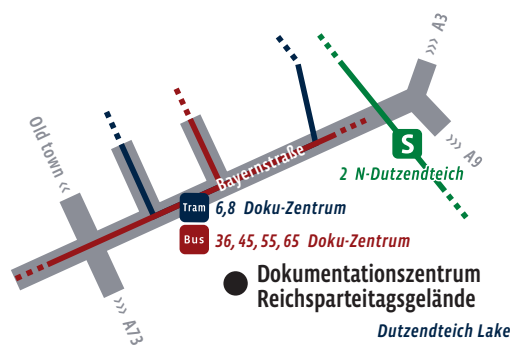 >>> A3
Old town <<
Bayernstraße
S
>>> A9
2 N-Dutzendteich
Tram 6,8 Doku-Zentrum
Bus 36, 45, 55, 65 Doku-Zentrum
Dokumentationszentrum
Reichsparteitagsgelände
>>> A73
Dutzendteich Lake